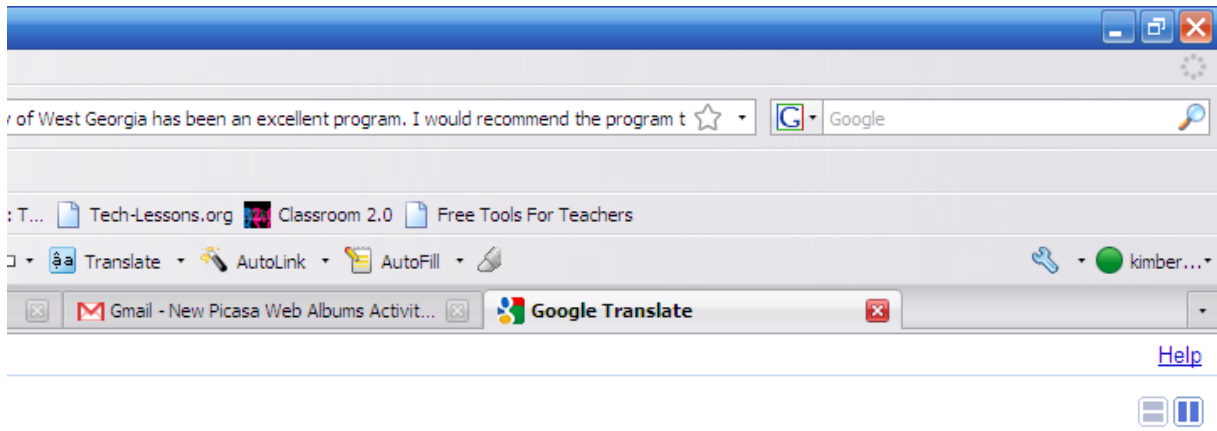 y of West Georgia has been an excellent program. I would recommend the program t Google
: T... Tech-Lessons.org Classroom 2.0 Free Tools For Teachers
Translate AutoLink AutoFill kimber...
Gmail - New Picasa Web Albums Activit... Google Translate
Help